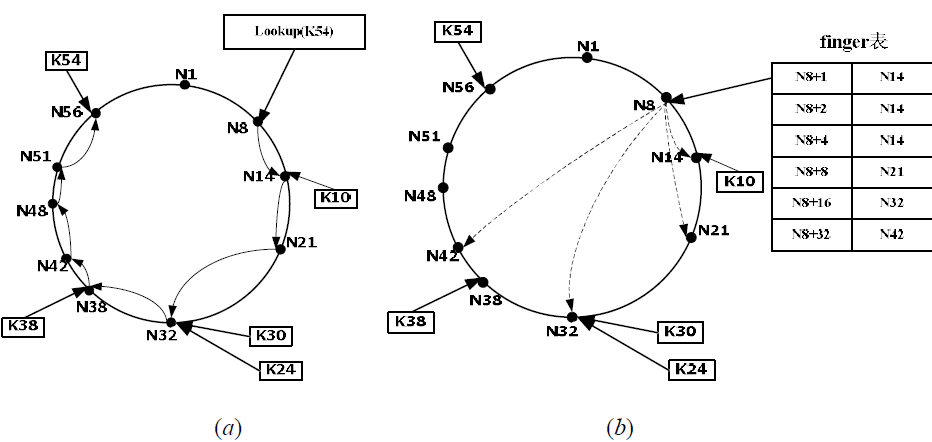 Lookup(K54)
K54
N1
N56
N8
N51
N14
K10
N48
N21
N42
N38
K38
N32
K30
K24
(a)
K54
N1
N56
N8
N51
N14
K10
N48
N21
N42
N38
K38
N32
K30
K24
(b)
finger表
N8+1 N14
N8+2 N14
N8+4 N14
N8+8 N21
N8+16 N32
N8+32 N42